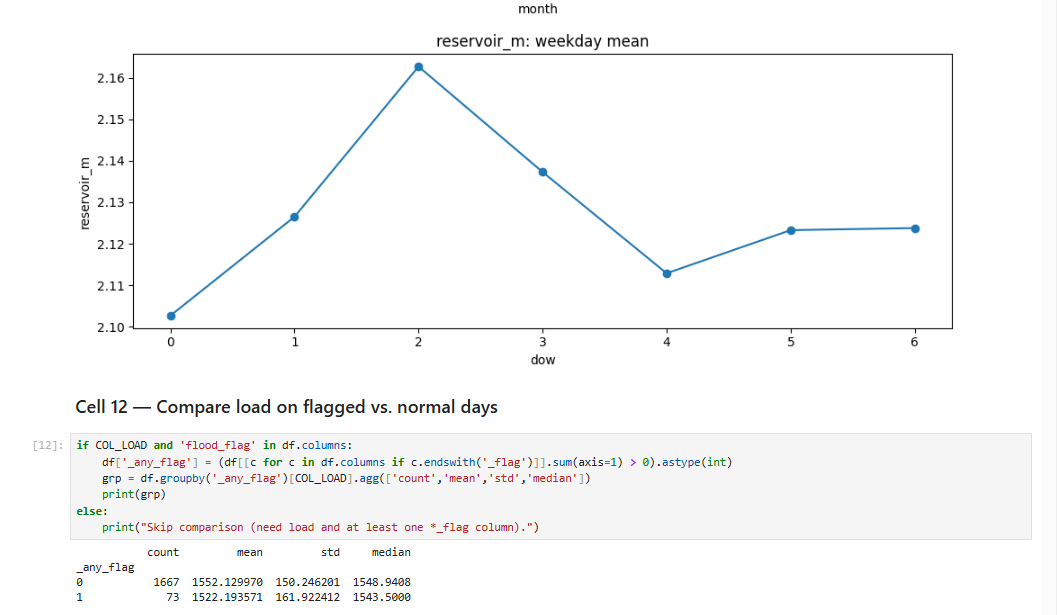 month
reservoir_m: weekday mean
2.16
2.15
2.14
2.13
2.12
2.11
2.10
reservoir_m
0 1 2 3 4 5 6
dow
Cell 12 — Compare load on flagged vs. normal days
[12]: if COL_LOAD and 'flood_flag' in df.columns:
    df['_any_flag'] = (df[[c for c in df.columns if c.endswith('_flag')]].sum(axis=1) > 0).astype(int)
    grp = df.groupby('_any_flag')[COL_LOAD].agg(['count','mean','std','median'])
    print(grp)
else:
    print("Skip comparison (need load and at least one *_flag column).")
count mean std median
_any_flag
0 1667 1552.129970 150.246201 1548.9408
1 73 1522.193571 161.922412 1543.5000